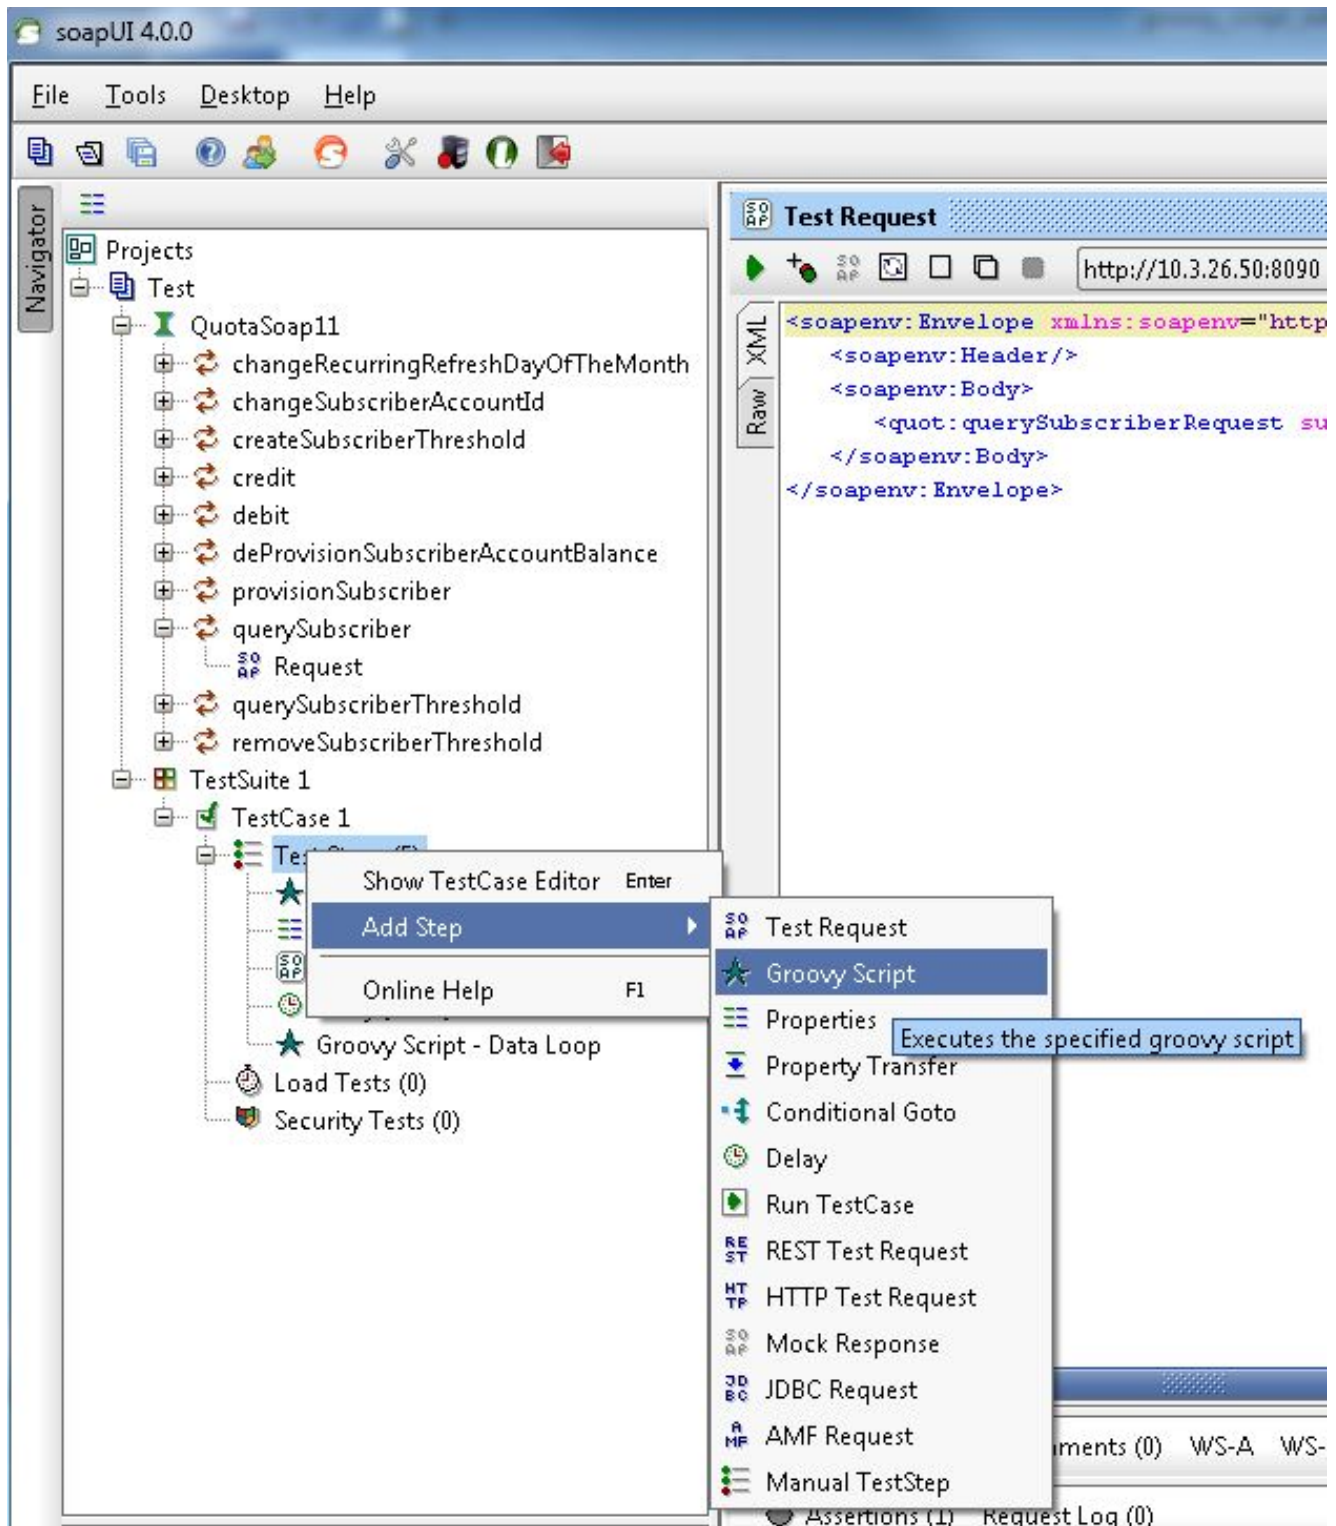 soapUI 4.0.0
File Tools Desktop Help
Navigator
Projects
Test
QuotaSoap11
changeRecurringRefreshDayOfTheMonth
changeSubscriberAccountId
createSubscriberThreshold
credit
debit
deProvisionSubscriberAccountBalance
provisionSubscriber
querySubscriber
Request
querySubscriberThreshold
removeSubscriberThreshold
TestSuite 1
TestCase 1
Groovy Script - Data Loop
Load Tests (0)
Security Tests (0)
Show TestCase Editor Enter
Add Step
Online Help F1
Test Request
Groovy Script
Properties
Executes the specified groovy script
Property Transfer
Conditional Goto
Delay
Run TestCase
REST Test Request
HTTP Test Request
Mock Response
JDBC Request
AMF Request
Manual TestStep
Test Request
http://10.3.26.50:8090
XML
Raw
<soapenv:Envelope xmlns:soapenv="http
<soapenv:Header/>
<soapenv:Body>
<quot:querySubscriberRequest su
</soapenv:Body>
</soapenv:Envelope>
ments (0) WS-A WS-
Assertions (1) Request Log (0)